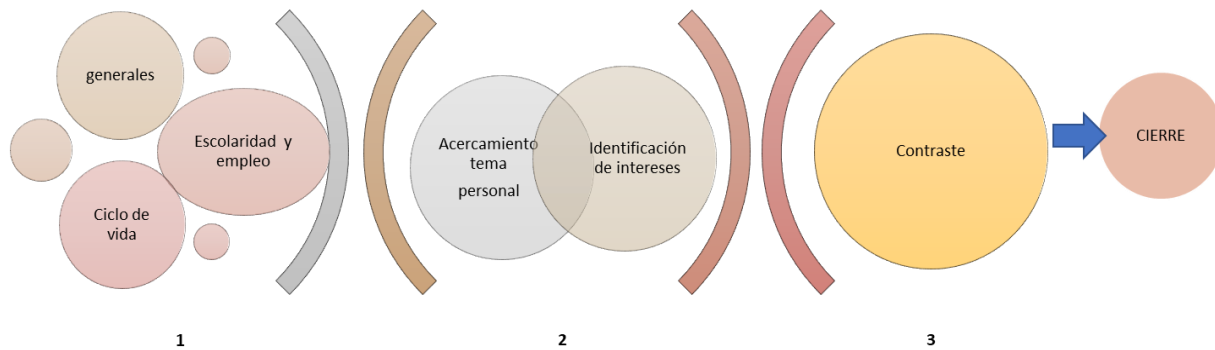 generales
Escolaridad y
empleo
Ciclo de
vida
Acercamiento
tema
personal
Identificación
de intereses
Contraste
CIERRE
1
2
3